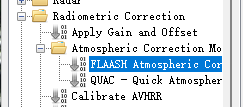 Radar
Radiometric Correction
Apply Gain and Offset
Atmospheric Correction Mo
FLAASH Atmospheric Cor
QUAC - Quick Atmospher
Calibrate AVHRR